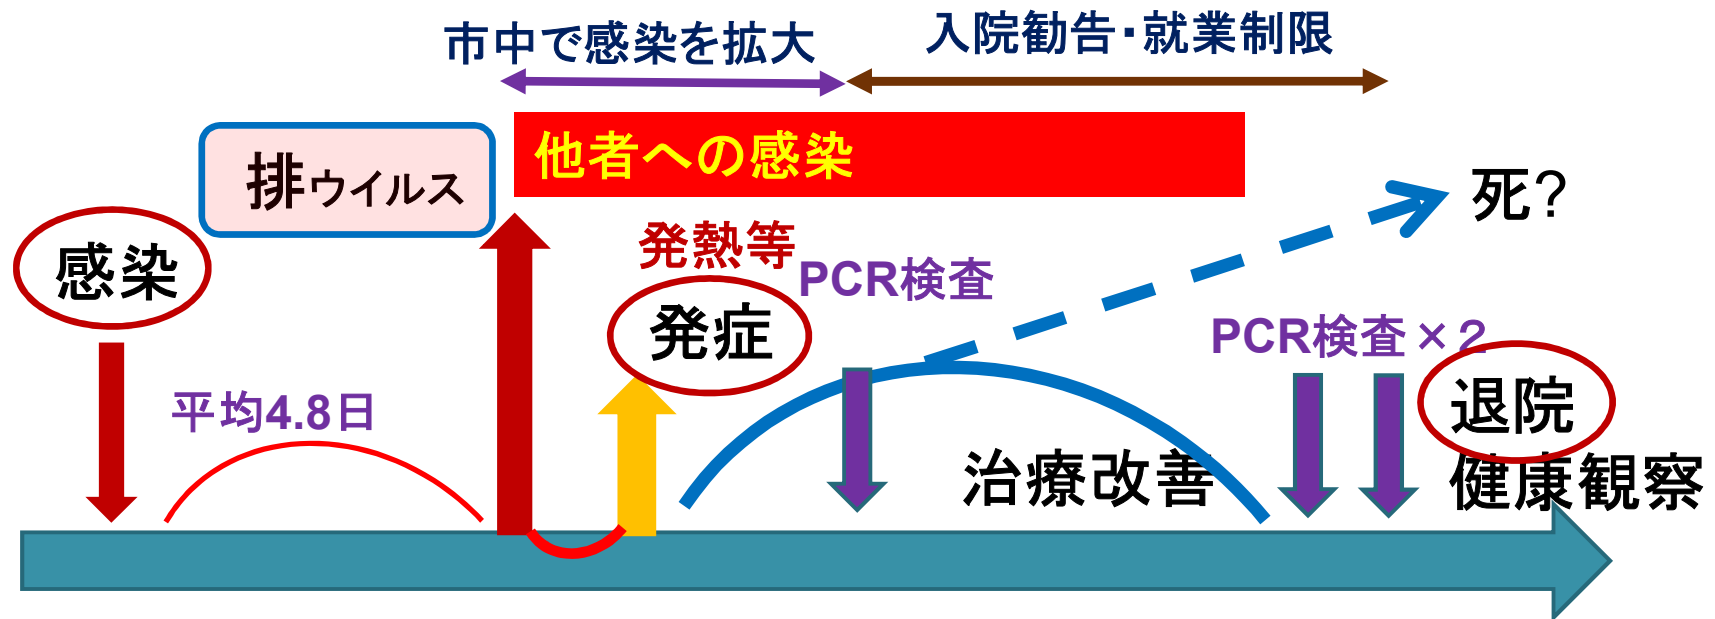 市中で感染を拡大
入院勧告・就業制限
排ウイルス
他者への感染
死?
感染
発熱等
発症
PCR検査
PCR検査×2
平均4.8日
治療改善
退院
健康観察